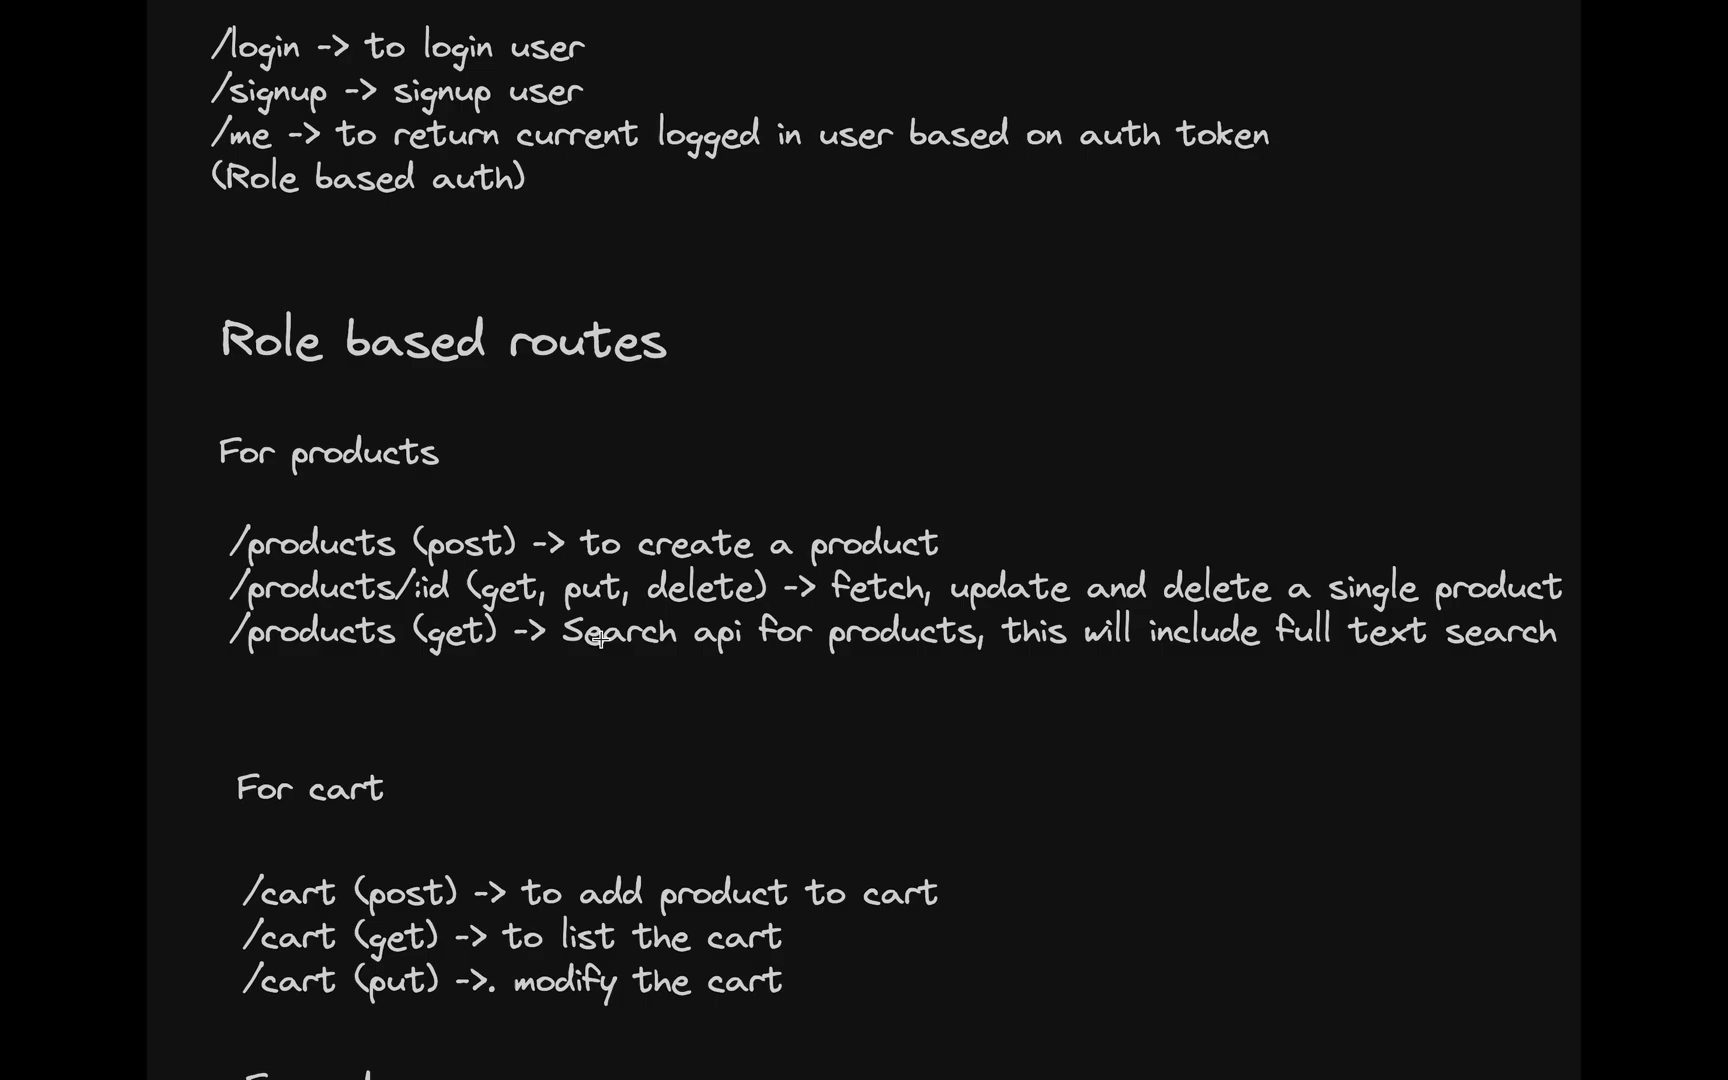 /login -> to login user
/signup -> signup user
/me -> to return current logged in user based on auth token
(Role based auth)
Role based routes
For products
/products (post) -> to create a product
/products/:id (get, put, delete) -> fetch, update and delete a single product
/products (get) -> Search api for products, this will include full text search
For cart
/cart (post) -> to add product to cart
/cart (get) -> to list the cart
/cart (put) ->. modify the cart